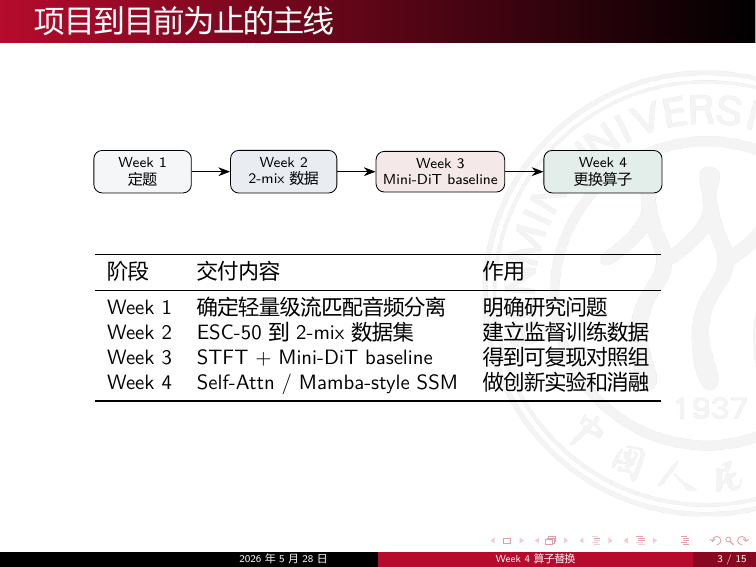 项目到目前为止的主线
Week 1
定题
Week 2
2-mix 数据
Week 3
Mini-DiT baseline
Week 4
更换算子
阶段 交付内容 作用
Week 1 确定轻量级流匹配音频分离 明确研究问题
Week 2 ESC-50 到 2-mix 数据集 建立监督训练数据
Week 3 STFT + Mini-DiT baseline 得到可复现对照组
Week 4 Self-Attn / Mamba-style SSM 做创新实验和消融
MIN UNIVERSI
1937
中国人民
2026 年 5 月 28 日 Week 4 算子替换 3 / 15